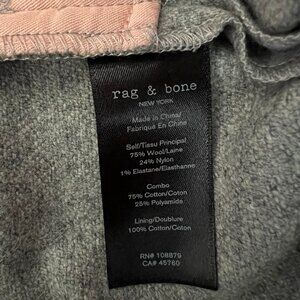 rag & bone
NEW YORK
Made in China/
Fabriqué En Chine
Self/Tissu Principal
75% Wool/Laine
24% Nylon
1% Elastane/Elasthanne
Combo
75% Cotton/Coton
25% Polyamide
Lining/Doublure
100% Cotton/Coton
RN# 108879
CA# 45760